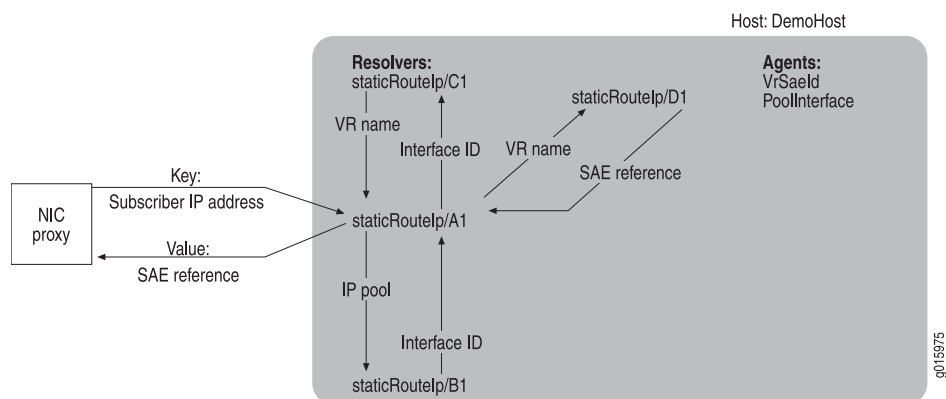 Host: DemoHost
Resolvers:
staticRouteIp/C1
Agents:
VrSaeId
PoolInterface
staticRouteIp/D1
VR name
Interface ID
VR name
SAE reference
Key:
Subscriber IP address
NIC
proxy
staticRouteIp/A1
Value:
SAE reference
IP pool
Interface ID
staticRouteIp/B1
g015975